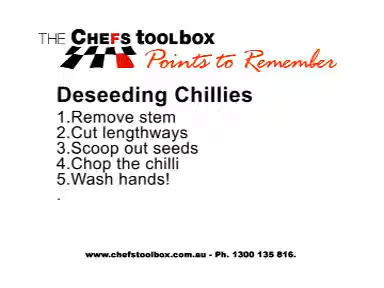 THE CHEFS TOOLBOX
Points to Remember
Deseeding Chillies
1.Remove stem
2.Cut lengthways
3.Scoop out seeds
4.Chop the chilli
5.Wash hands!
.
www.chefstoolbox.com.au - Ph. 1300 135 816.